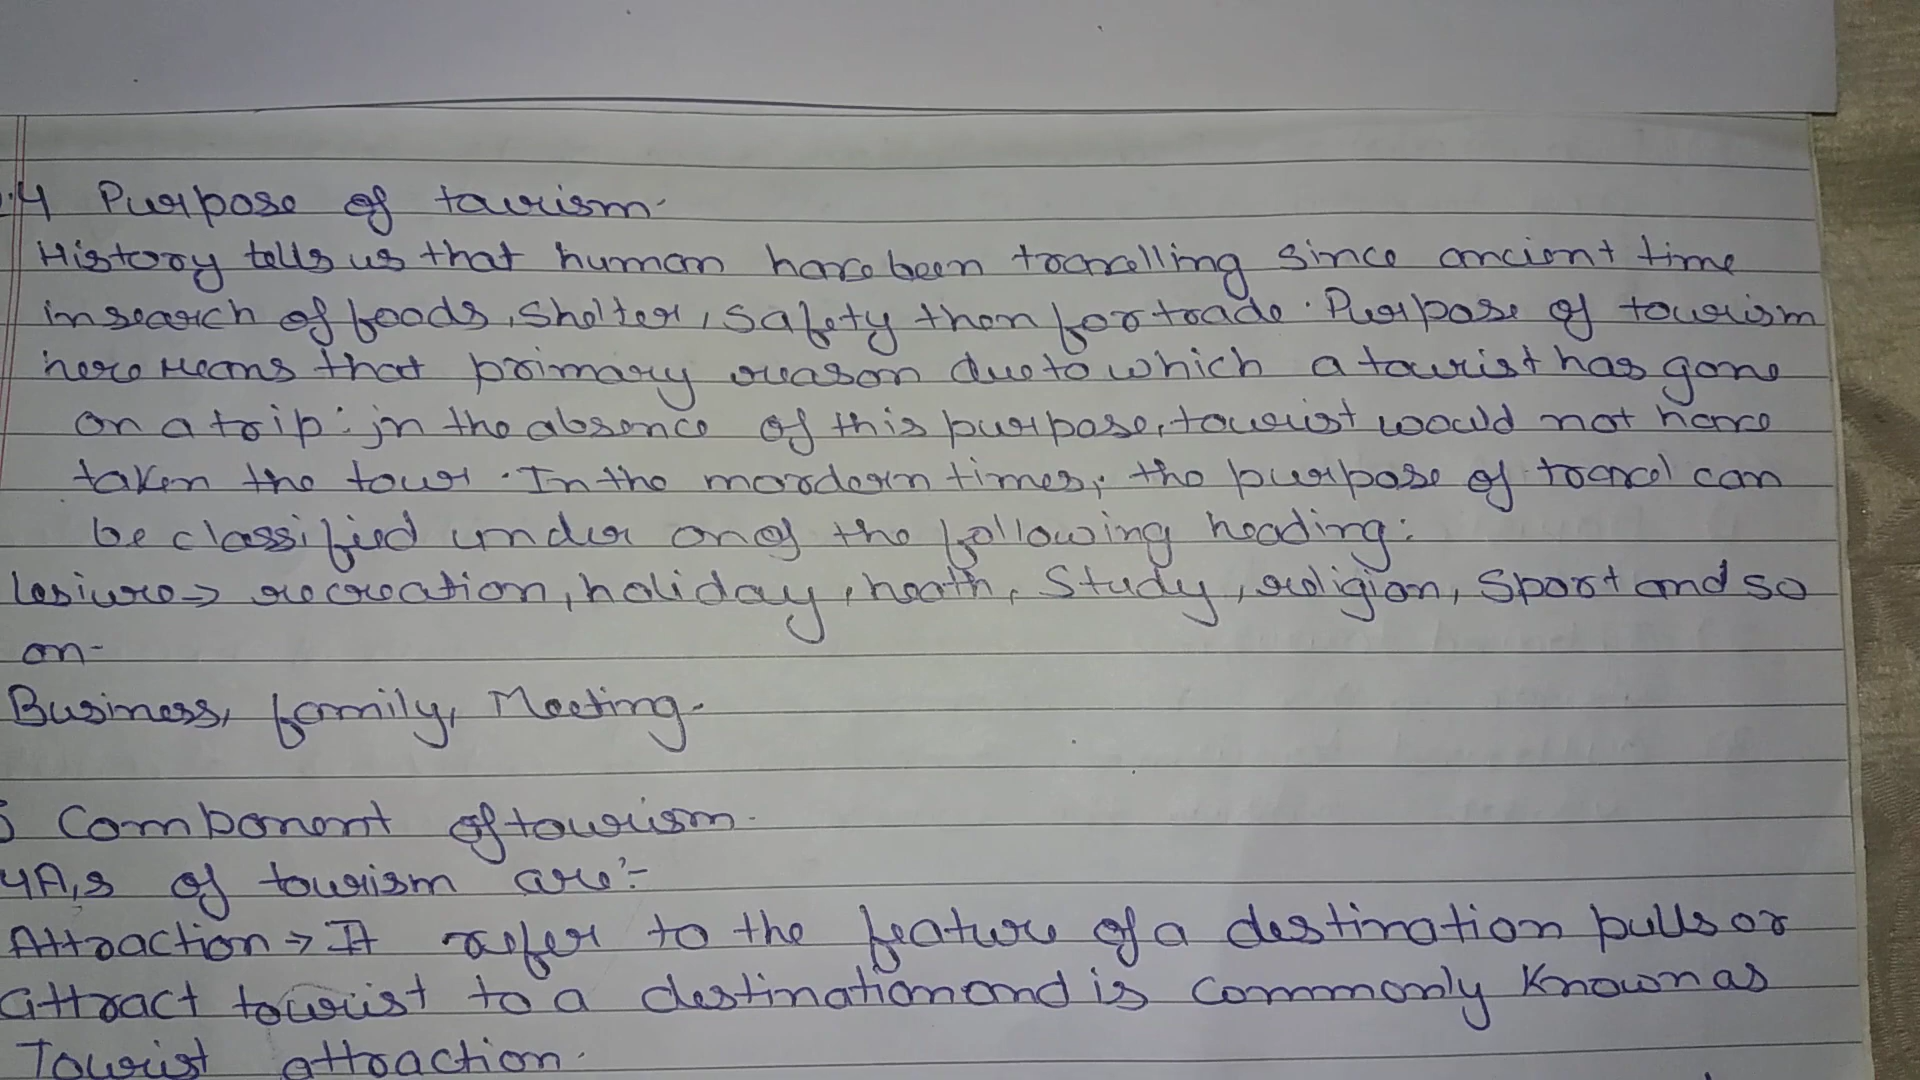 .4 Purpose of tourism.
History tells us that human have been travelling since ancient time
in search of foods, Shelter, Safety then for trade. Purpose of tourism
here Means that primary reason due to which a tourist has gone
on a trip. in the absence of this purpose, tourist would not have
taken the tour. In the mordern times, the purpose of travel can
be classified under on of the following heading:
lesiure → recreation, holiday, heath, Study, religion, Sport and so
on-
Business, family, Meeting.
Component of tourism.
4A,s of tourism are:-
Attraction → It refer to the feature of a destination pulls or
attract tourist to a destination and is commonly Known as
Tourist attraction.